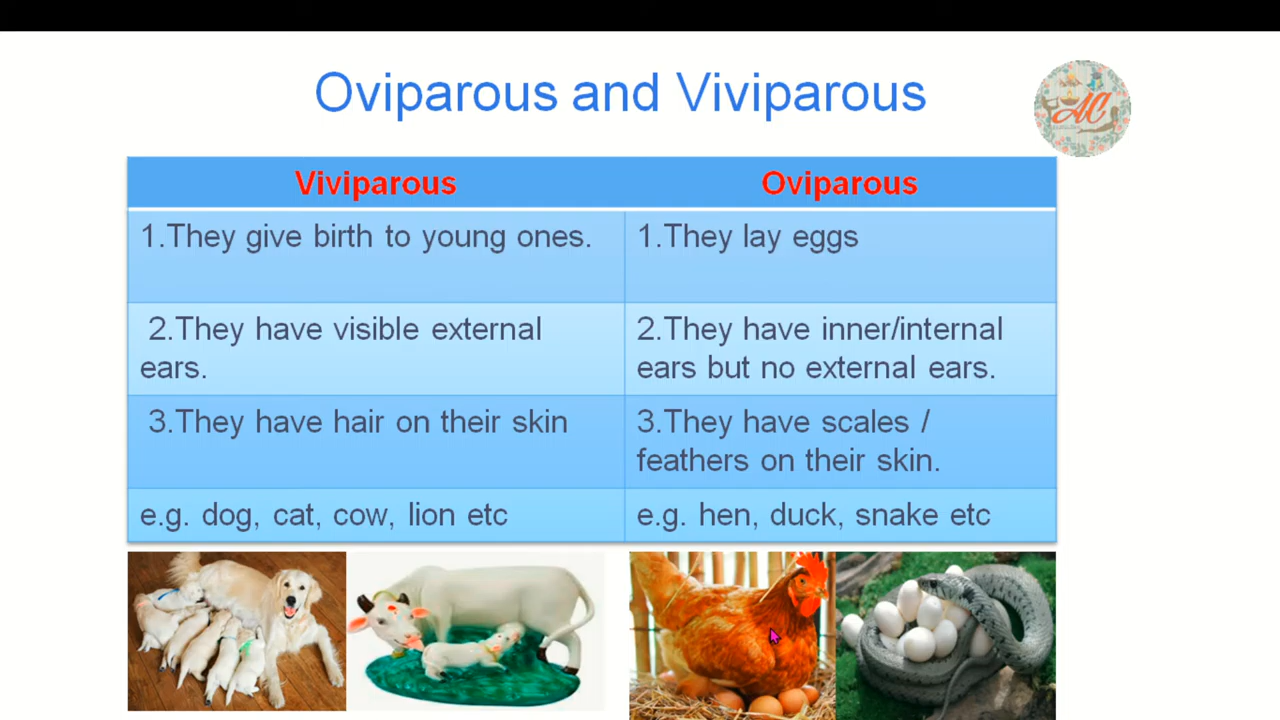 Oviparous and Viviparous
AC
Viviparous
Oviparous
1.They give birth to young ones.
1.They lay eggs
2.They have visible external
ears.
2.They have inner/internal
ears but no external ears.
3.They have hair on their skin
3.They have scales /
feathers on their skin.
e.g. dog, cat, cow, lion etc
e.g. hen, duck, snake etc